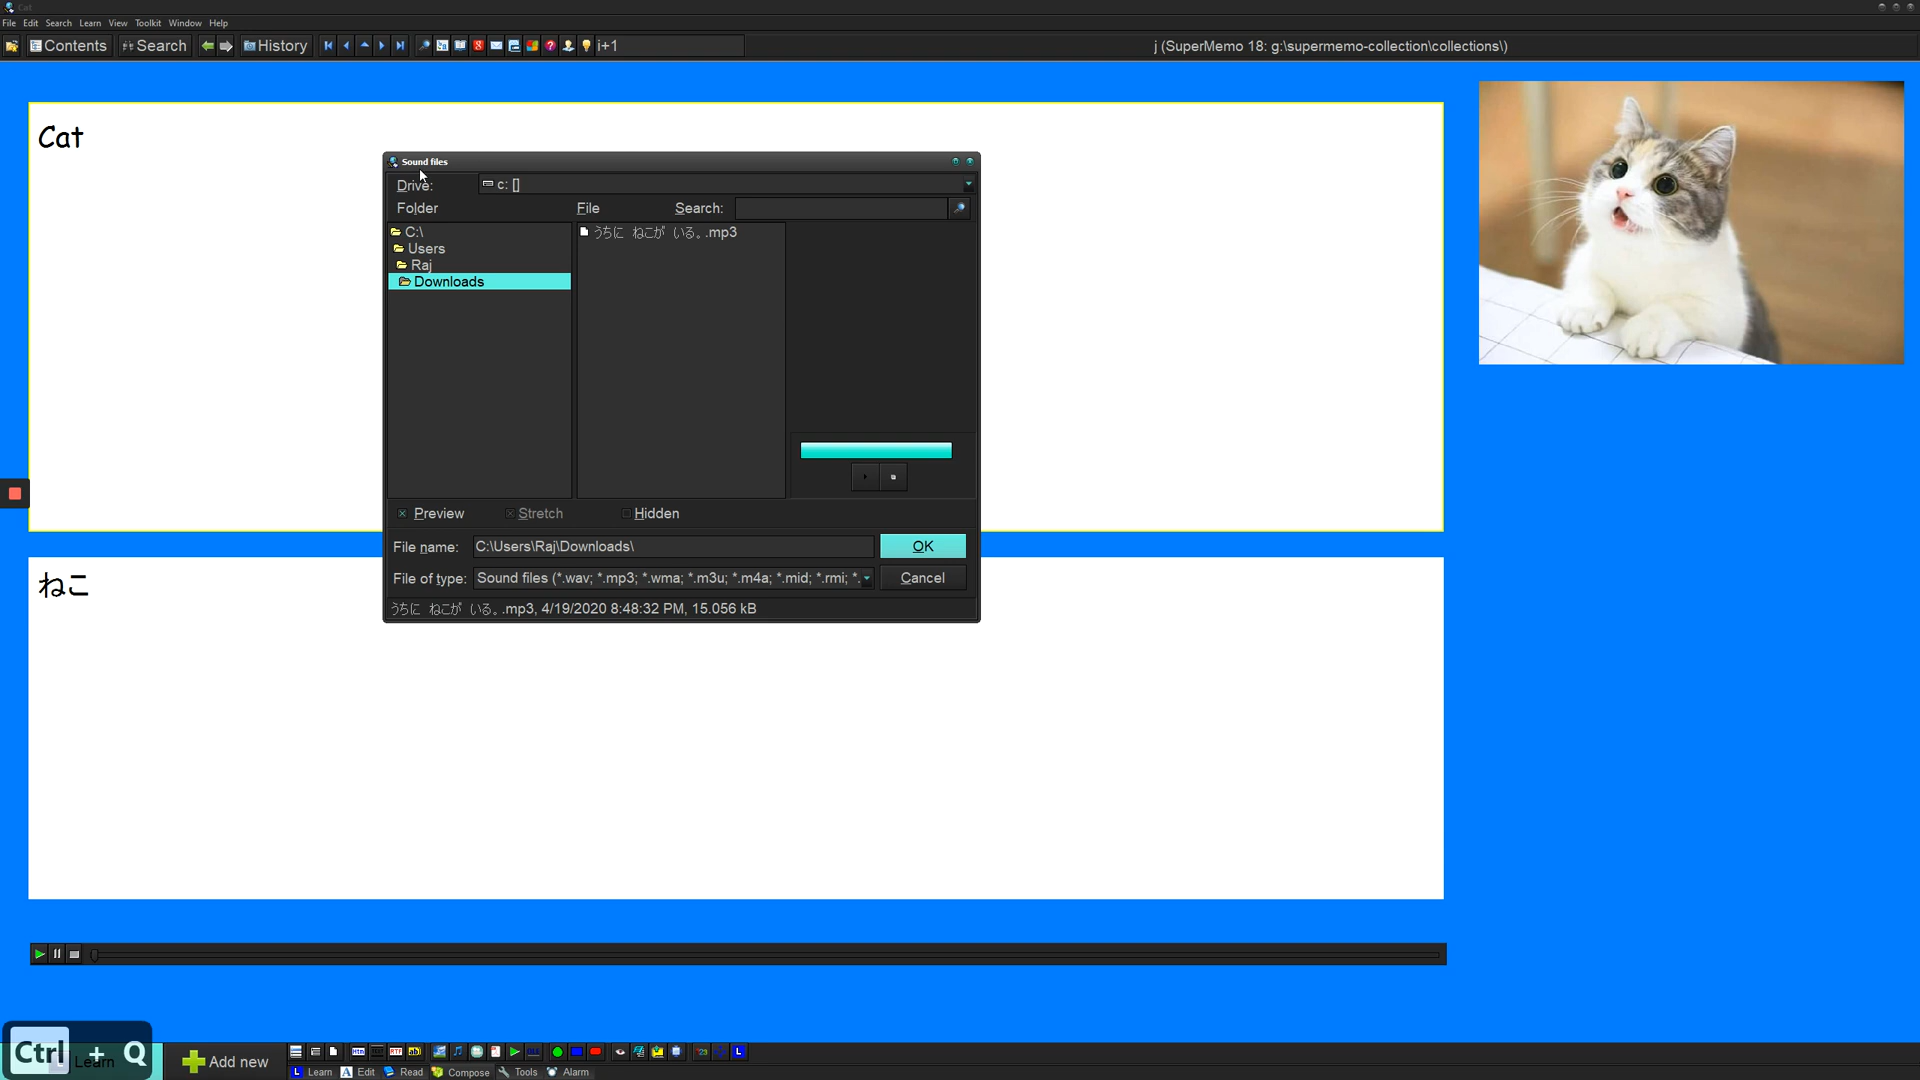 Cat
File Edit Search Learn View Toolkit Window Help
Contents Search History i+1 j (SuperMemo 18: g:\supermemo-collection\collections\)
Cat
Sound files
Drive: c: []
Folder File Search:
C:\ うちに ねこが いる。.mp3
Users
Raj
Downloads
Preview Stretch Hidden
File name: C:\Users\Raj\Downloads\ OK
File of type: Sound files (*.wav; *.mp3; *.wma; *.m3u; *.m4a; *.mid; *.rmi; *. Cancel
ねこ
うちに ねこが いる。.mp3, 4/19/2020 8:48:32 PM, 15.056 kB
Ctrl + Q Learn Add new
Learn Edit Read Compose Tools Alarm